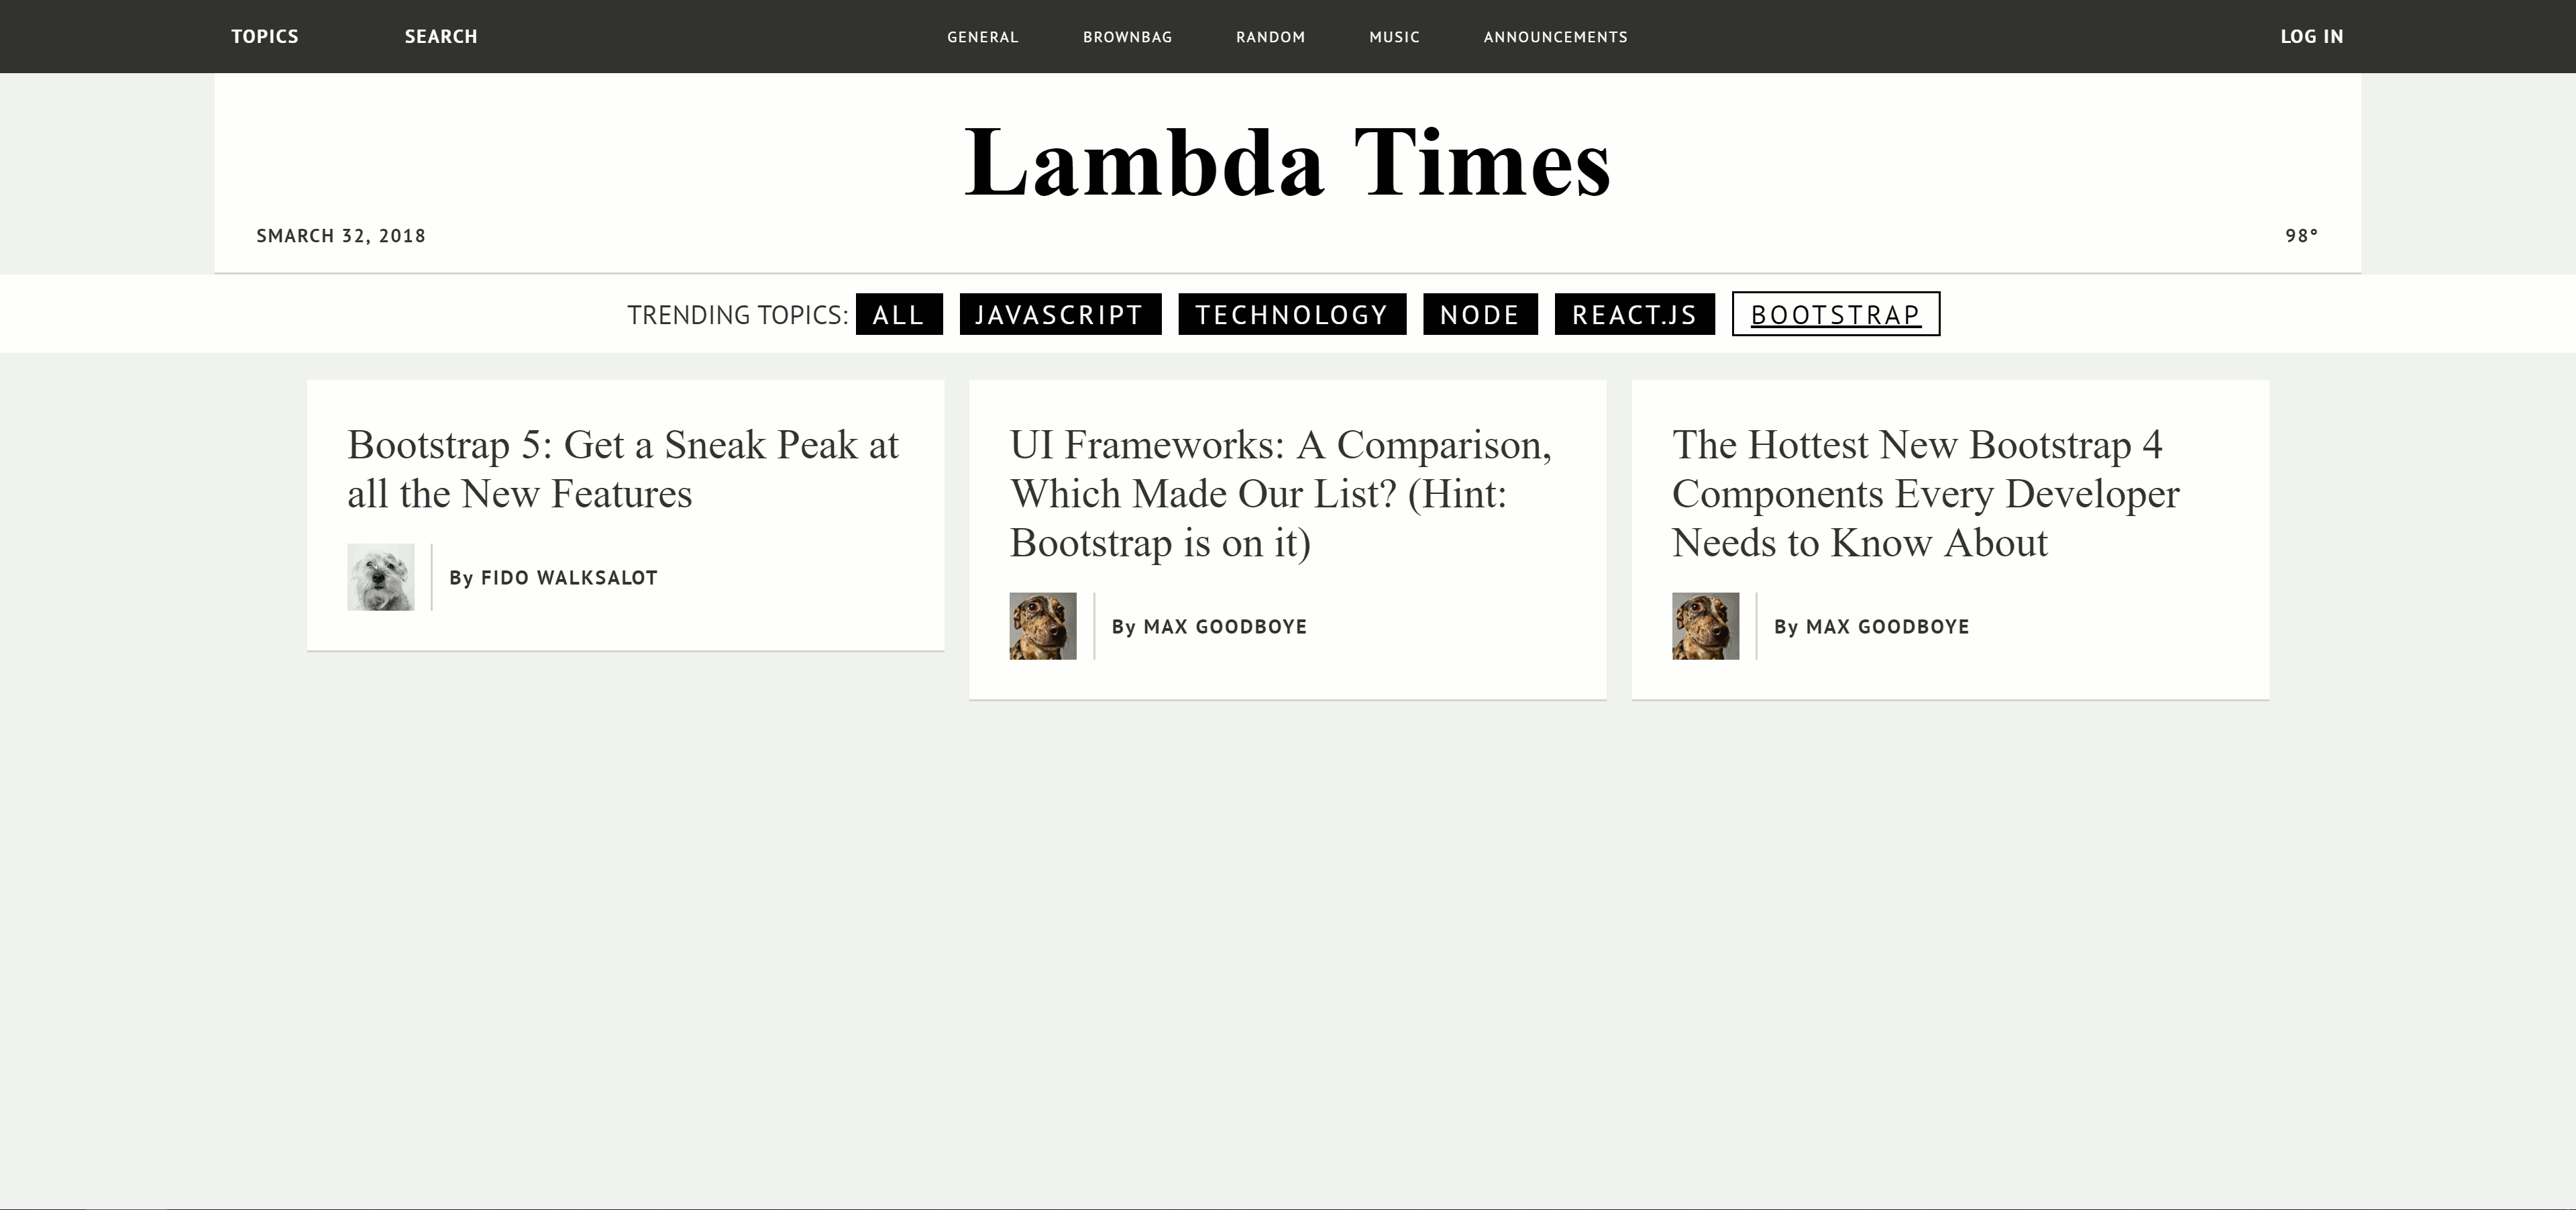 TOPICS SEARCH GENERAL BROWNBAG RANDOM MUSIC ANNOUNCEMENTS LOG IN
Lambda Times
SMARCH 32, 2018 98°
TRENDING TOPICS: ALL JAVASCRIPT TECHNOLOGY NODE REACT.JS BOOTSTRAP
Bootstrap 5: Get a Sneak Peak at
all the New Features
By FIDO WALKSALOT
UI Frameworks: A Comparison,
Which Made Our List? (Hint:
Bootstrap is on it)
By MAX GOODBOYE
The Hottest New Bootstrap 4
Components Every Developer
Needs to Know About
By MAX GOODBOYE